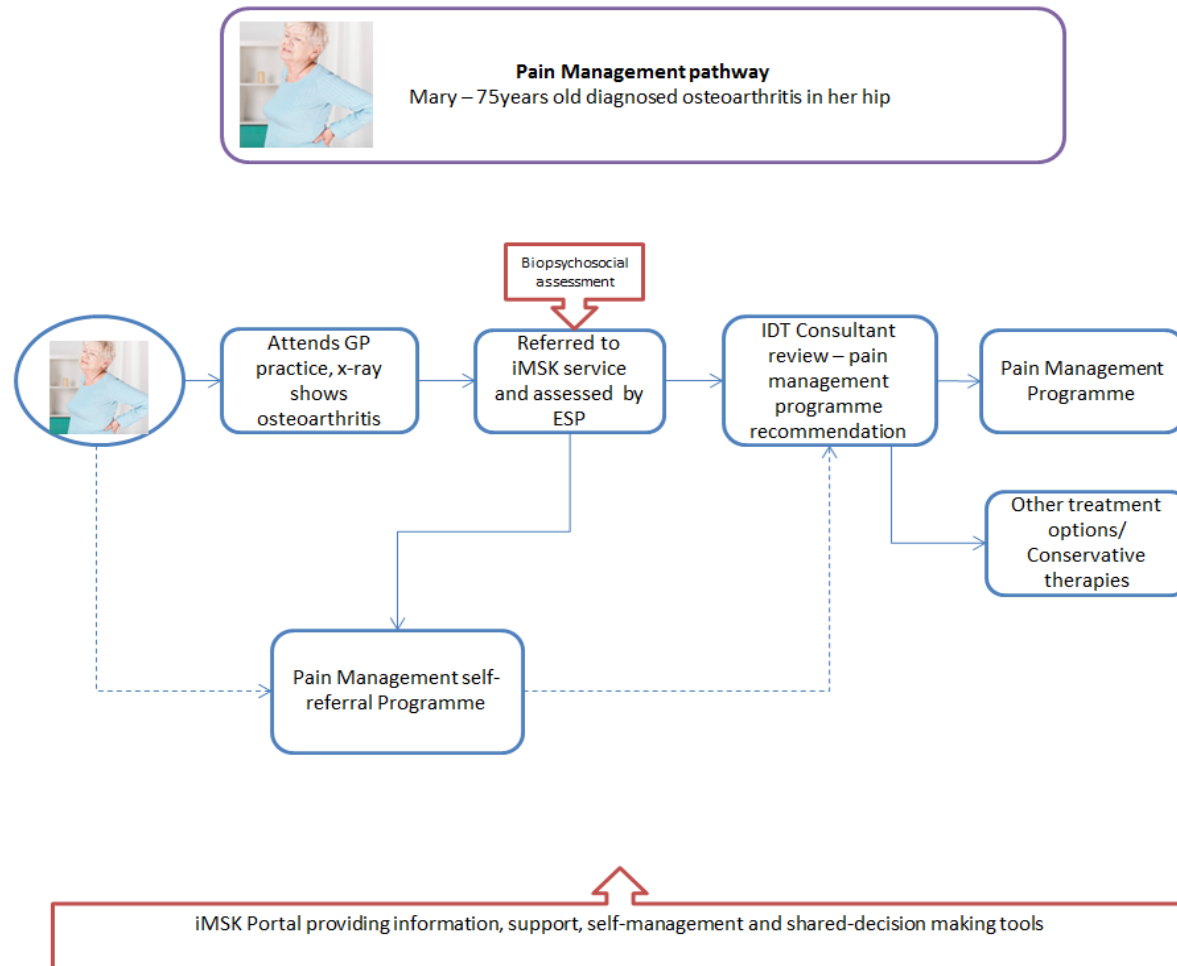 Pain Management pathway
Mary – 75years old diagnosed osteoarthritis in her hip
Biopsychosocial
assessment
Attends GP
practice, x-ray
shows
osteoarthritis
Referred to
iMSK service
and assessed by
ESP
IDT Consultant
review – pain
management
programme
recommendation
Pain Management
Programme
Other treatment
options/
Conservative
therapies
Pain Management self-
referral Programme
iMSK Portal providing information, support, self-management and shared-decision making tools